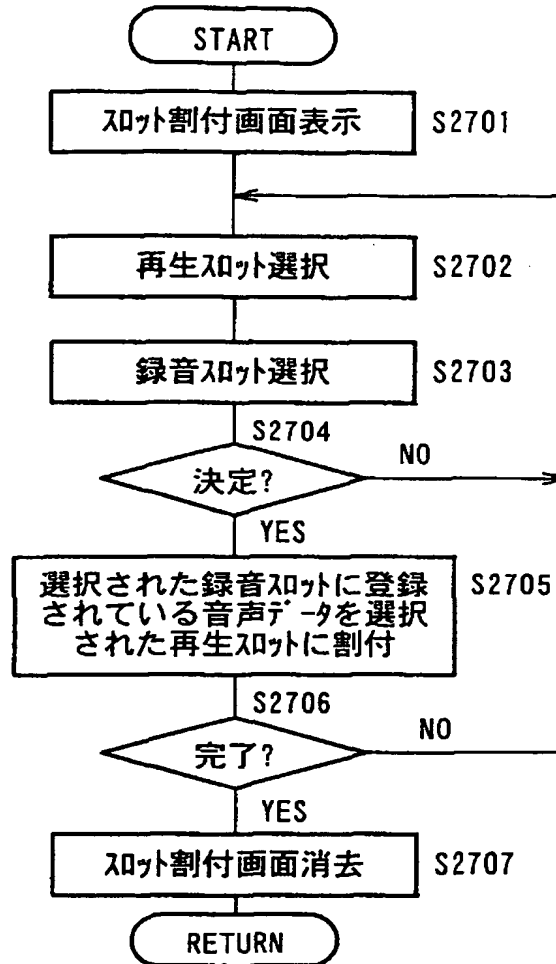 START
スロット割付画面表示
S2701
再生スロット選択
S2702
録音スロット選択
S2703
S2704
決定?
NO
YES
選択された録音スロットに登録
されている音声データを選択
された再生スロットに割付
S2705
S2706
完了?
NO
YES
スロット割付画面消去
S2707
RETURN